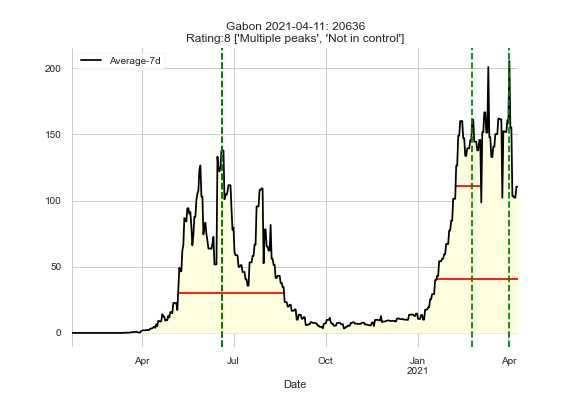 Gabon 2021-04-11: 20636
Rating:8 ['Multiple peaks', 'Not in control']
Average-7d
200
150
100
50
0
Apr
Jul
Oct
Jan
2021
Apr
Date